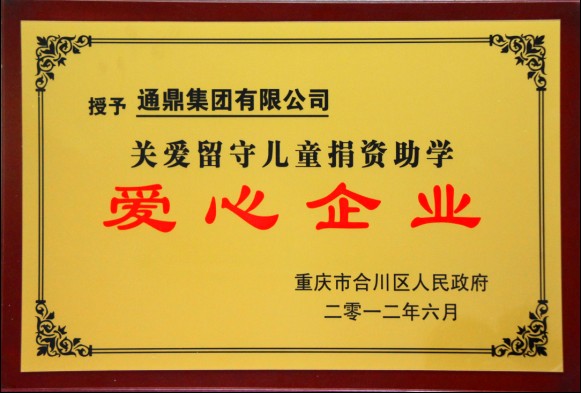 授予 通鼎集团有限公司
关爱留守儿童捐资助学
爱心企业
重庆市合川区人民政府
二零一二年六月